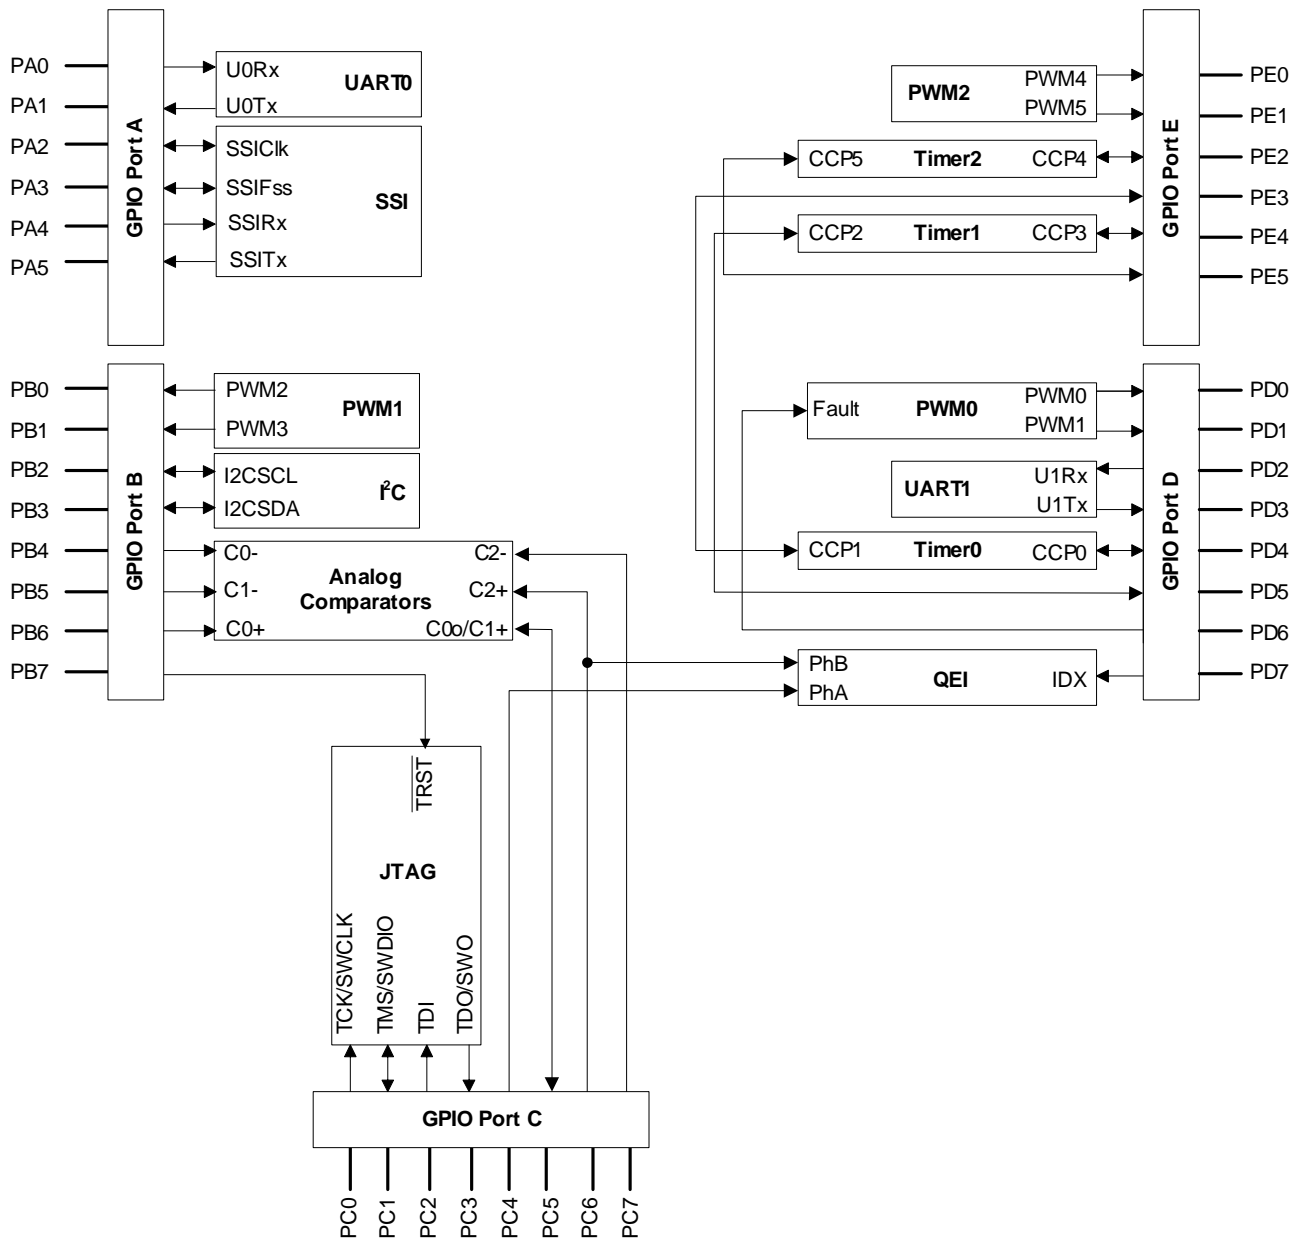 PA0
PA1
PA2
PA3
PA4
PA5
GPIO Port A
U0Rx
U0Tx
UART0
SSIClk
SSIFss
SSIRx
SSITx
SSI
PWM2
PWM4
PWM5
CCP5
Timer2
CCP4
CCP2
Timer1
CCP3
GPIO Port E
PE0
PE1
PE2
PE3
PE4
PE5
PB0
PB1
PB2
PB3
PB4
PB5
PB6
PB7
GPIO Port B
PWM2
PWM3
PWM1
I2CSCL
I2CSDA
I²C
C0-
C1-
C0+
Analog
Comparators
C2-
C2+
C0o/C1+
Fault
PWM0
PWM0
PWM1
UART1
U1Rx
U1Tx
CCP1
Timer0
CCP0
PhB
PhA
QEI
IDX
GPIO Port D
PD0
PD1
PD2
PD3
PD4
PD5
PD6
PD7
TRST
JTAG
TCK/SWCLK
TMS/SWDIO
TDI
TDO/SWO
GPIO Port C
PC0
PC1
PC2
PC3
PC4
PC5
PC6
PC7